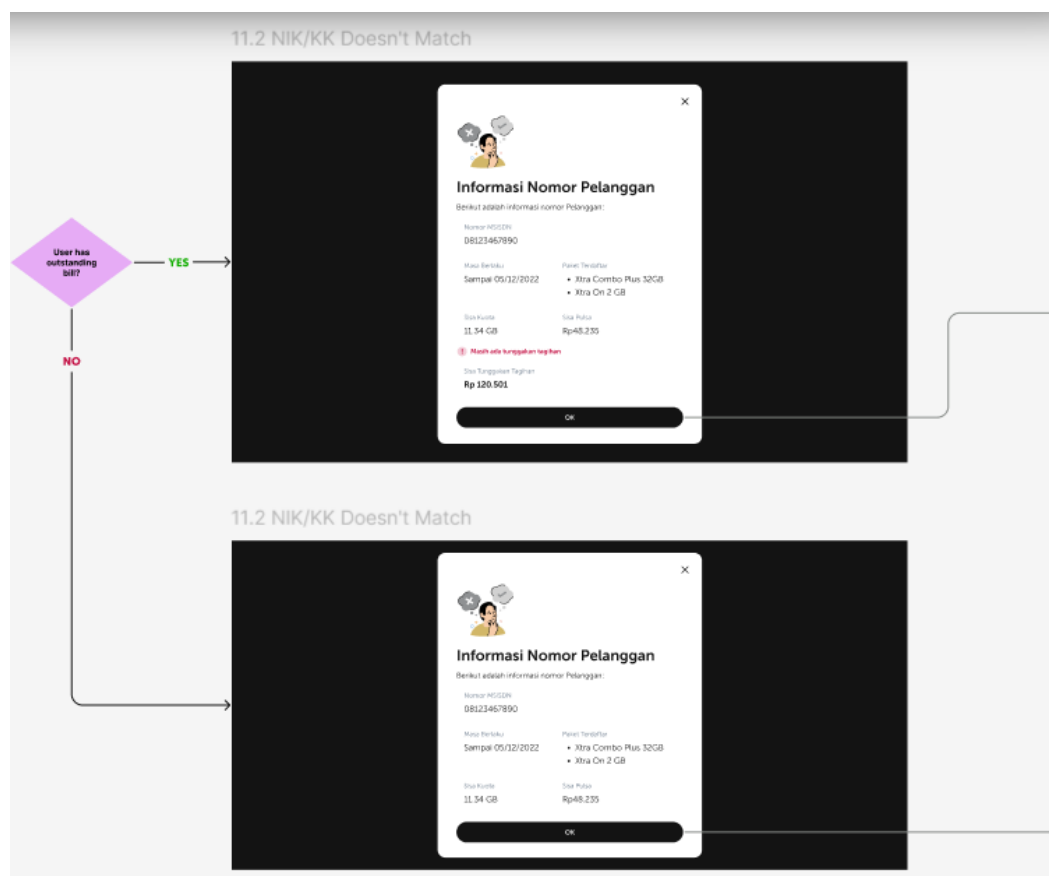 11.2 NIK/KK Doesn't Match
Informasi Nomor Pelanggan
Berikut adalah informasi nomor Pelanggan:
Nomor MSISDN
08123467890
Masa Berlaku
Paket Terdaftar
Sampai 05/12/2022
• Xtra Combo Plus 32GB
• Xtra On 2 GB
Sisa Kuota
Sisa Pulsa
11.34 GB
Rp48.235
Masih ada tunggakan tagihan
Sisa Tunggakan Tagihan
Rp 120.501
OK
User has
outstanding
bill?
YES
NO
11.2 NIK/KK Doesn't Match
Informasi Nomor Pelanggan
Berikut adalah informasi nomor Pelanggan:
Nomor MSISDN
08123467890
Masa Berlaku
Paket Terdaftar
Sampai 05/12/2022
• Xtra Combo Plus 32GB
• Xtra On 2 GB
Sisa Kuota
Sisa Pulsa
11.34 GB
Rp48.235
OK